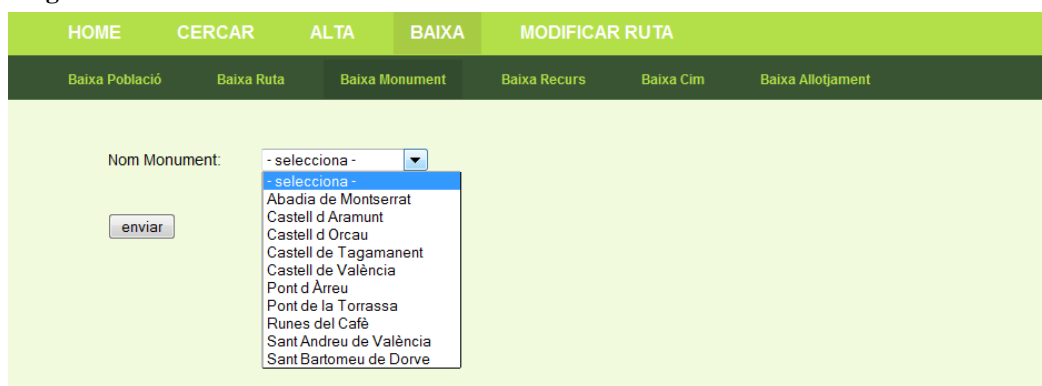 HOME CERCAR ALTA BAIXA MODIFICAR RUTA
Baixa Població Baixa Ruta Baixa Monument Baixa Recurs Baixa Cim Baixa Allotjament
Nom Monument: - selecciona -
- selecciona -
Abadia de Montserrat
Castell d Aramunt
Castell d Orcau
Castell de Tagamanent
Castell de València
Pont d Àrreu
Pont de la Torrassa
Runes del Cafè
Sant Andreu de València
Sant Bartomeu de Dorve
enviar